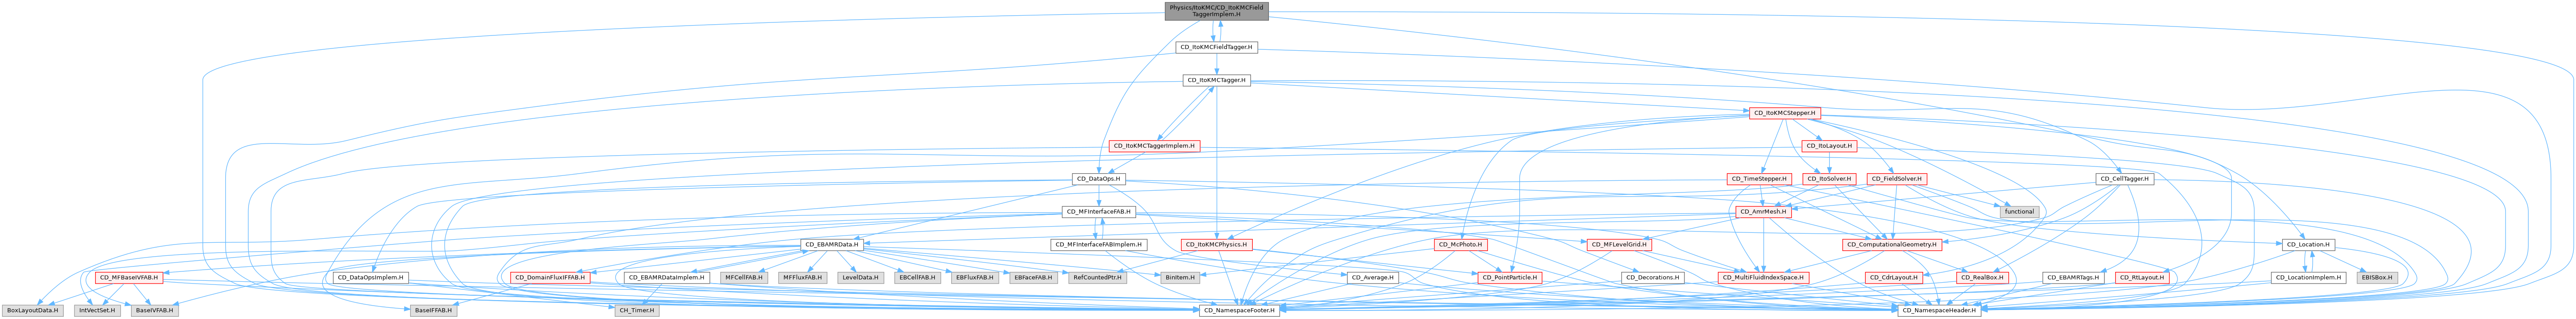 Physics/ItoKMC/CD_ItoKMCField
TaggerImplem.H
CD_ItoKMCFieldTagger.H
CD_ItoKMCTagger.H
CD_ItoKMCStepper.H
CD_ItoKMCTaggerImplem.H
CD_ItoLayout.H
CD_DataOps.H
CD_TimeStepper.H
CD_ItoSolver.H
CD_FieldSolver.H
CD_CellTagger.H
CD_MFInterfaceFAB.H
CD_AmrMesh.H
functional
CD_EBAMRData.H
CD_MFInterfaceFABImplem.H
CD_ItoKMCPhysics.H
CD_McPhoto.H
CD_MFLevelGrid.H
CD_ComputationalGeometry.H
CD_Location.H
CD_MFBaseIVFAB.H
CD_DataOpsImplem.H
CD_DomainFluxIFFAB.H
CD_EBAMRDataImplem.H
MFCellFAB.H
MFFluxFAB.H
LevelData.H
EBCellFAB.H
EBFluxFAB.H
EBFaceFAB.H
RefCountedPtr.H
BinItem.H
CD_Average.H
CD_PointParticle.H
CD_Decorations.H
CD_MultiFluidIndexSpace.H
CD_CdrLayout.H
CD_RealBox.H
CD_EBAMRTags.H
CD_RtLayout.H
CD_LocationImplem.H
EBISBox.H
BoxLayoutData.H
IntVectSet.H
BaseIVFAB.H
BaseIFFAB.H
CH_Timer.H
CD_NamespaceFooter.H
CD_NamespaceHeader.H